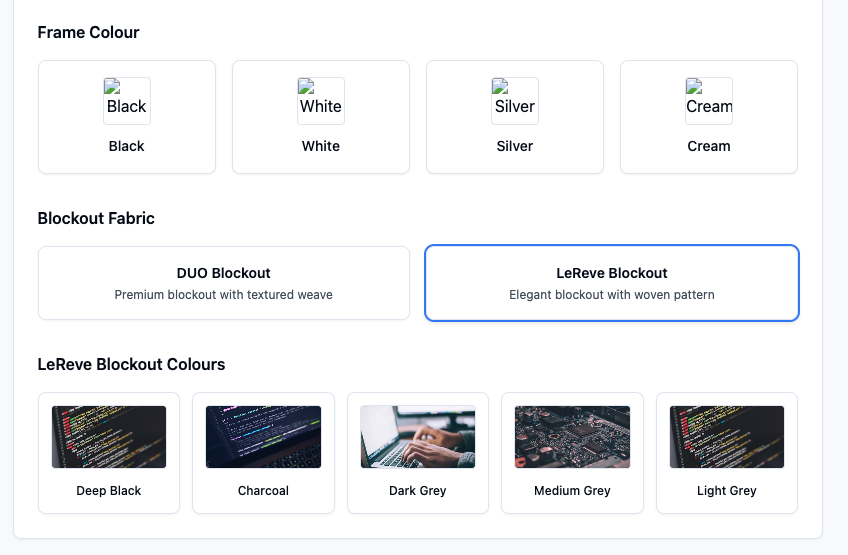 Frame Colour
Black
White
Silver
Cream
Black
White
Silver
Cream
Blockout Fabric
DUO Blockout
Premium blockout with textured weave
LeReve Blockout
Elegant blockout with woven pattern
LeReve Blockout Colours
Deep Black
Charcoal
Dark Grey
Medium Grey
Light Grey